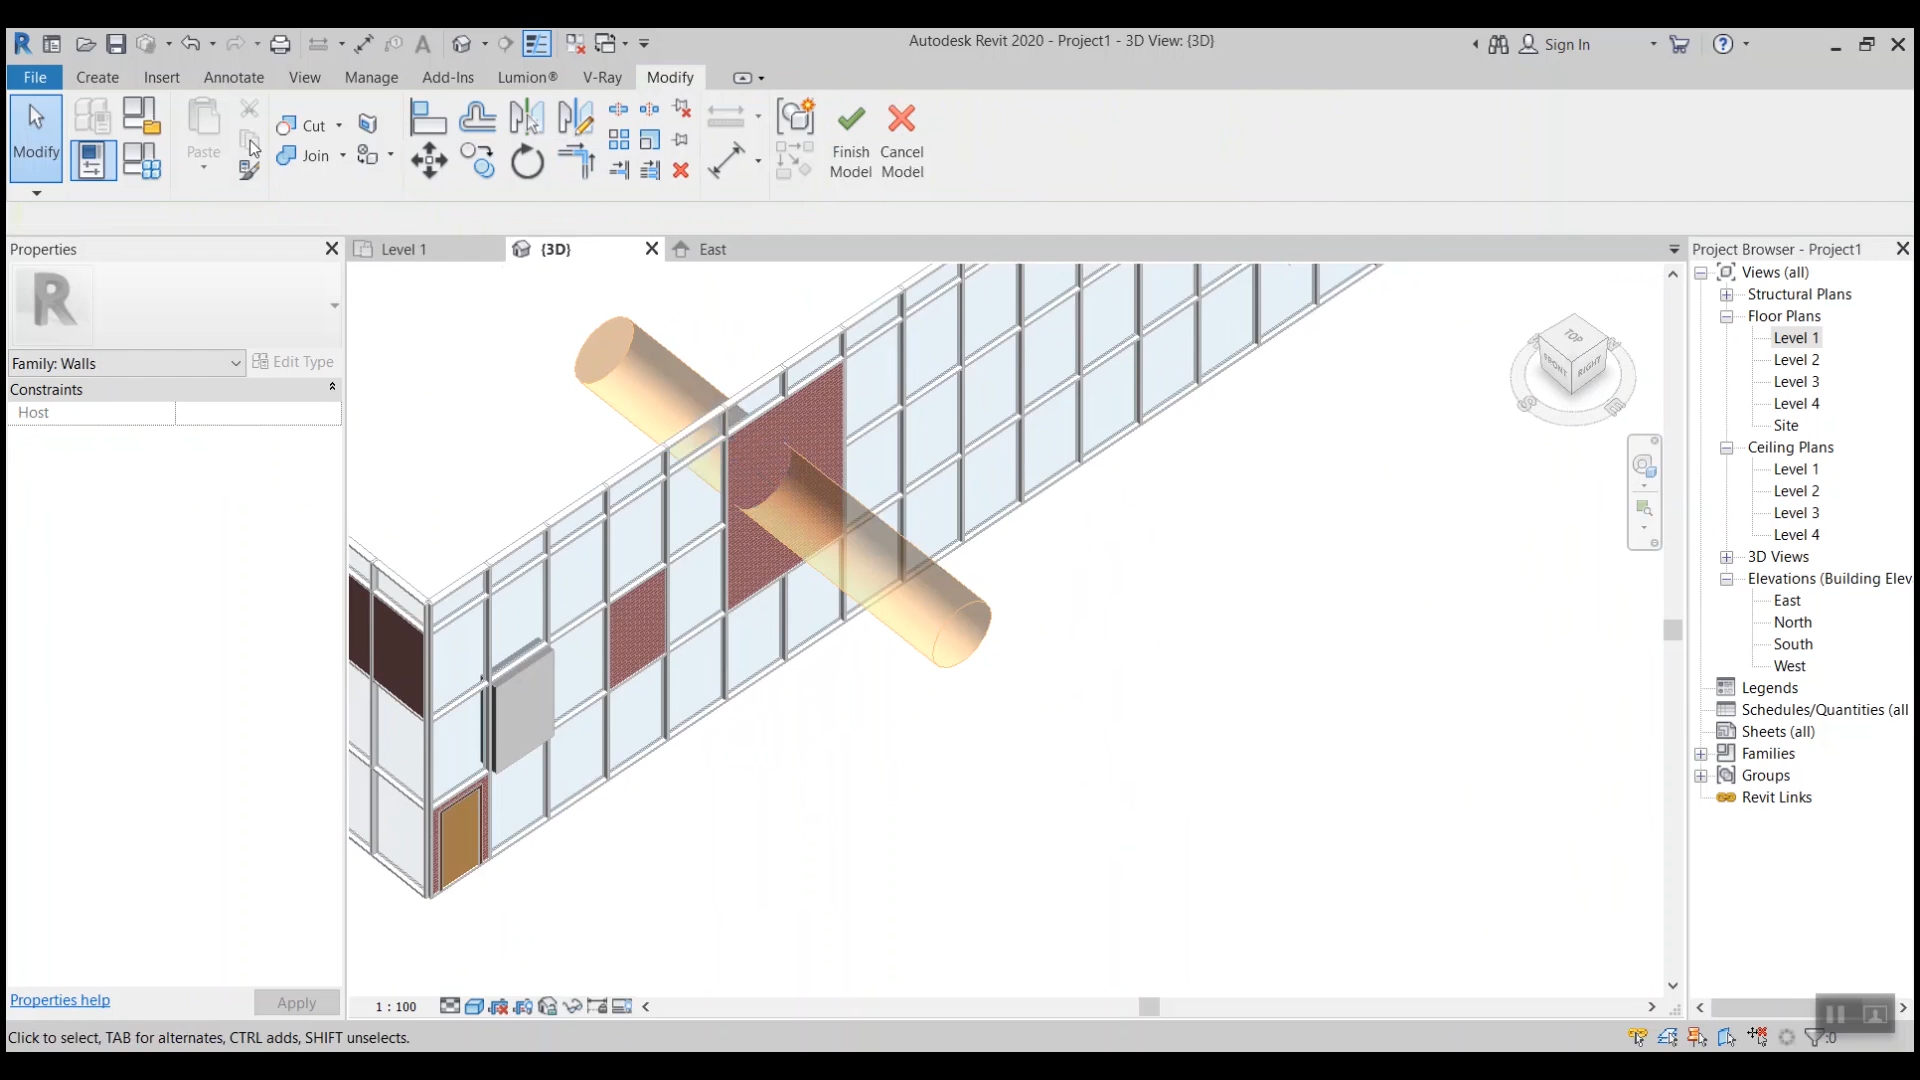 Autodesk Revit 2020 - Project1 - 3D View: {3D}
Sign In
File Create Insert Annotate View Manage Add-Ins Lumion® V-Ray Modify
Modify
Paste
Cut
Join
Finish Model
Cancel Model
Properties
Level 1
{3D}
East
Project Browser - Project1
R
Family: Walls
Edit Type
Constraints
Host
Properties help
Apply
TOP
FRONT
RIGHT
Views (all)
Structural Plans
Floor Plans
Level 1
Level 2
Level 3
Level 4
Site
Ceiling Plans
Level 1
Level 2
Level 3
Level 4
3D Views
Elevations (Building Elev
East
North
South
West
Legends
Schedules/Quantities (all
Sheets (all)
Families
Groups
Revit Links
1 : 100
Click to select, TAB for alternates, CTRL adds, SHIFT unselects.
:0